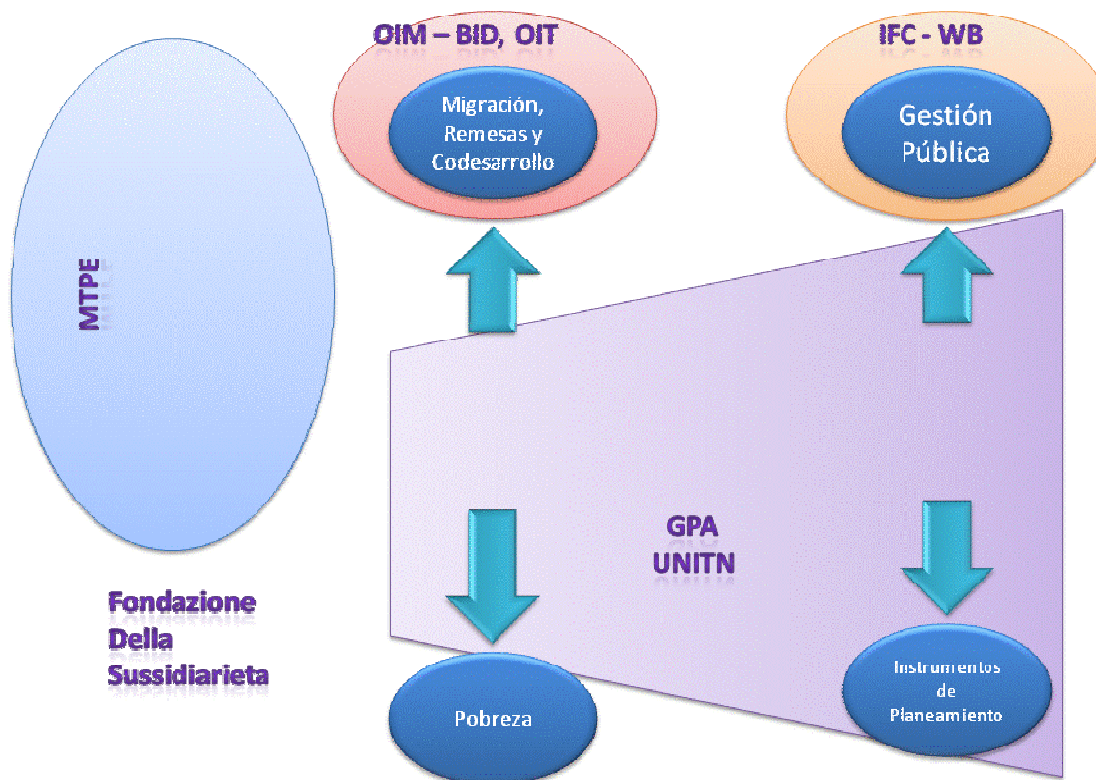 OIM – BID, OIT
Migración,
Remesas y
Codesarrollo
IFC - WB
Gestión
Pública
MTPE
GPA
UNITN
Fondazione
Della
Sussidiarieta
Pobreza
Instrumentos
de
Planeamiento